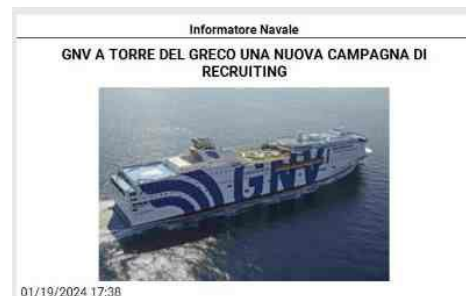 Informatore Navale
GNV A TORRE DEL GRECO UNA NUOVA CAMPAGNA DI
RECRUITING
GNV
01/19/2024 17:38